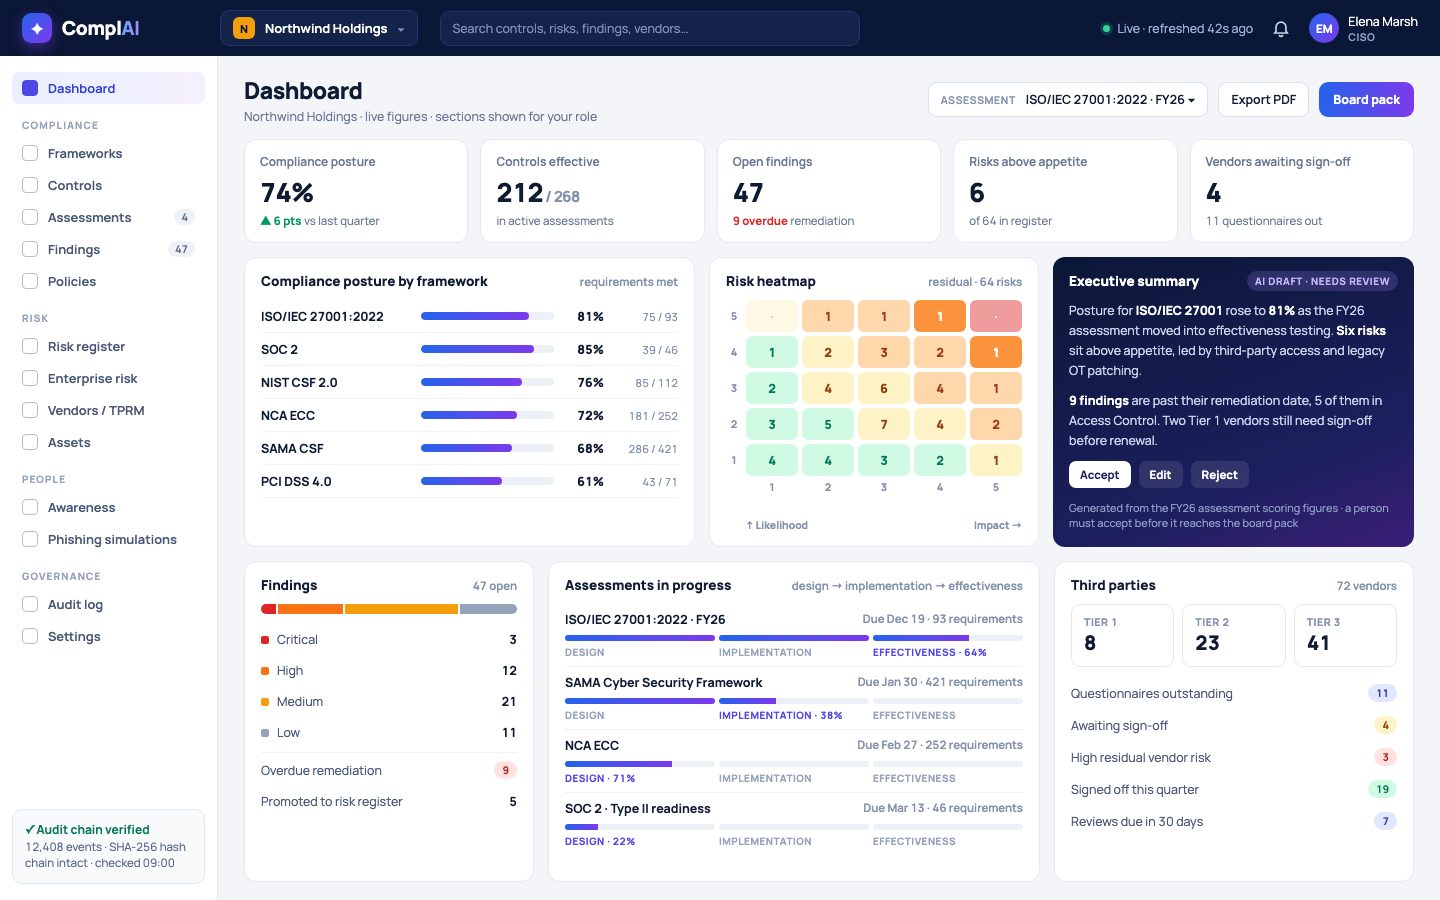 ComplAI
N Northwind Holdings
Search controls, risks, findings, vendors...
Live · refreshed 42s ago
EM
Elena Marsh
CISO
Dashboard
COMPLIANCE
Frameworks
Controls
Assessments 4
Findings 47
Policies
RISK
Risk register
Enterprise risk
Vendors / TPRM
Assets
PEOPLE
Awareness
Phishing simulations
GOVERNANCE
Audit log
Settings
✓ Audit chain verified
12,408 events · SHA-256 hash
chain intact · checked 09:00
Dashboard
Northwind Holdings · live figures · sections shown for your role
ASSESSMENT ISO/IEC 27001:2022 · FY26
Export PDF
Board pack
Compliance posture
74%
▲ 6 pts vs last quarter
Controls effective
212 / 268
in active assessments
Open findings
47
9 overdue remediation
Risks above appetite
6
of 64 in register
Vendors awaiting sign-off
4
11 questionnaires out
Compliance posture by framework requirements met
ISO/IEC 27001:2022 81% 75 / 93
SOC 2 85% 39 / 46
NIST CSF 2.0 76% 85 / 112
NCA ECC 72% 181 / 252
SAMA CSF 68% 286 / 421
PCI DSS 4.0 61% 43 / 71
Risk heatmap residual · 64 risks
5 · 1 1 1 ·
4 1 2 3 2 1
3 2 4 6 4 1
2 3 5 7 4 2
1 4 4 3 2 1
1 2 3 4 5
↑ Likelihood Impact →
Executive summary AI DRAFT · NEEDS REVIEW
Posture for ISO/IEC 27001 rose to 81% as the FY26
assessment moved into effectiveness testing. Six risks
sit above appetite, led by third-party access and legacy
OT patching.
9 findings are past their remediation date, 5 of them in
Access Control. Two Tier 1 vendors still need sign-off
before renewal.
Accept Edit Reject
Generated from the FY26 assessment scoring figures · a person
must accept before it reaches the board pack
Findings 47 open
Critical 3
High 12
Medium 21
Low 11
Overdue remediation 9
Promoted to risk register 5
Assessments in progress design → implementation → effectiveness
ISO/IEC 27001:2022 · FY26 Due Dec 19 · 93 requirements
DESIGN IMPLEMENTATION EFFECTIVENESS · 64%
SAMA Cyber Security Framework Due Jan 30 · 421 requirements
DESIGN IMPLEMENTATION · 38% EFFECTIVENESS
NCA ECC Due Feb 27 · 252 requirements
DESIGN · 71% IMPLEMENTATION EFFECTIVENESS
SOC 2 · Type II readiness Due Mar 13 · 46 requirements
DESIGN · 22% IMPLEMENTATION EFFECTIVENESS
Third parties 72 vendors
TIER 1 TIER 2 TIER 3
8 23 41
Questionnaires outstanding 11
Awaiting sign-off 4
High residual vendor risk 3
Signed off this quarter 19
Reviews due in 30 days 7